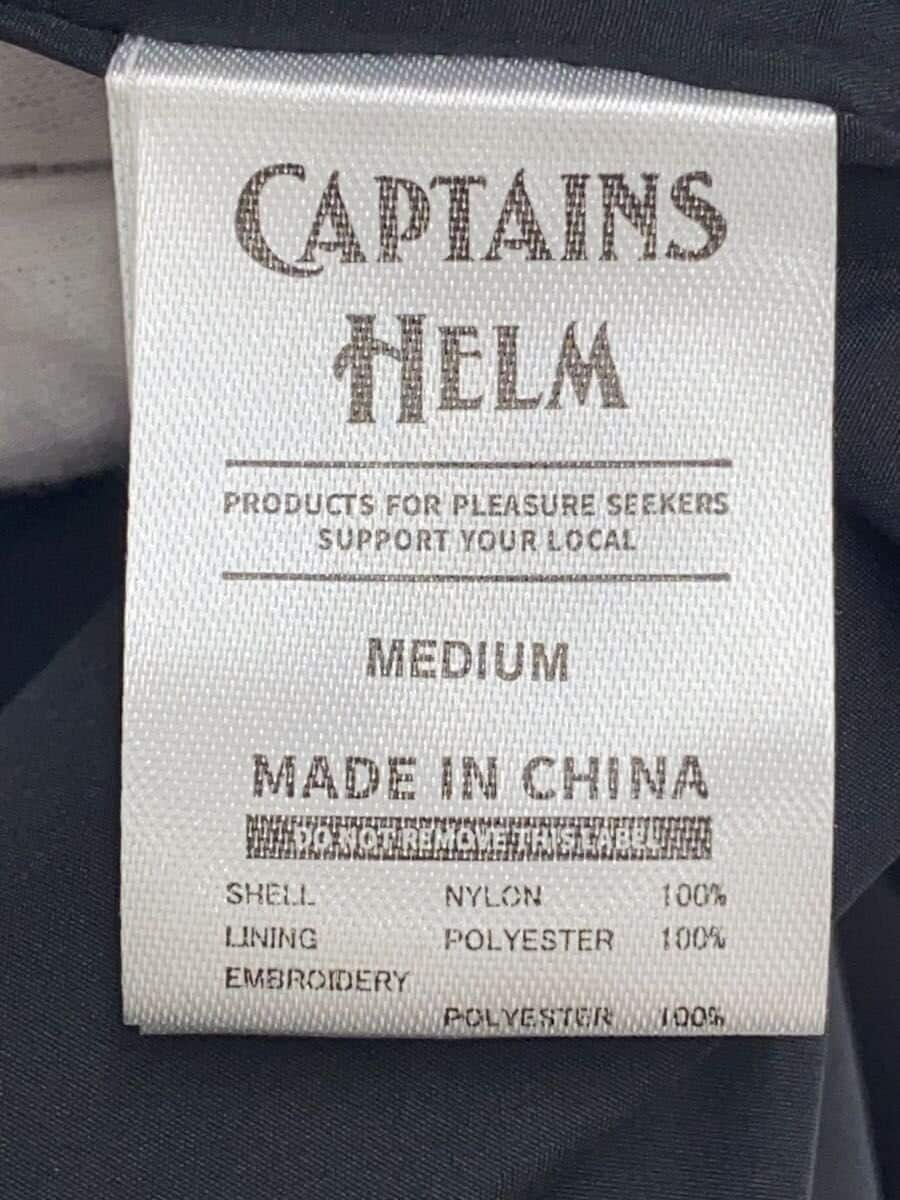 CAPTAINS
HELM
PRODUCTS FOR PLEASURE SEEKERS
SUPPORT YOUR LOCAL
MEDIUM
MADE IN CHINA
DO NOT REMOVE THIS LABEL
SHELL NYLON 100%
LINING POLYESTER 100%
EMBROIDERY
POLYESTER 100%